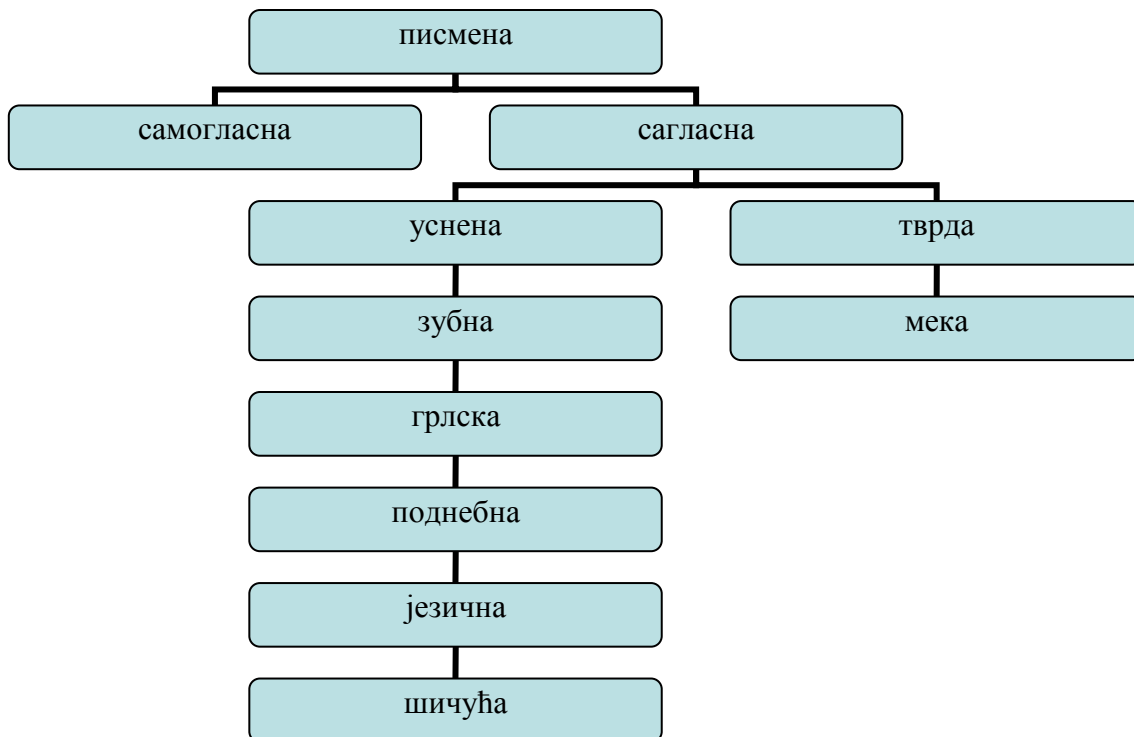 писмена
самогласна
сагласна
уснена
тврда
зубна
мека
грлска
поднебна
језична
шичућа